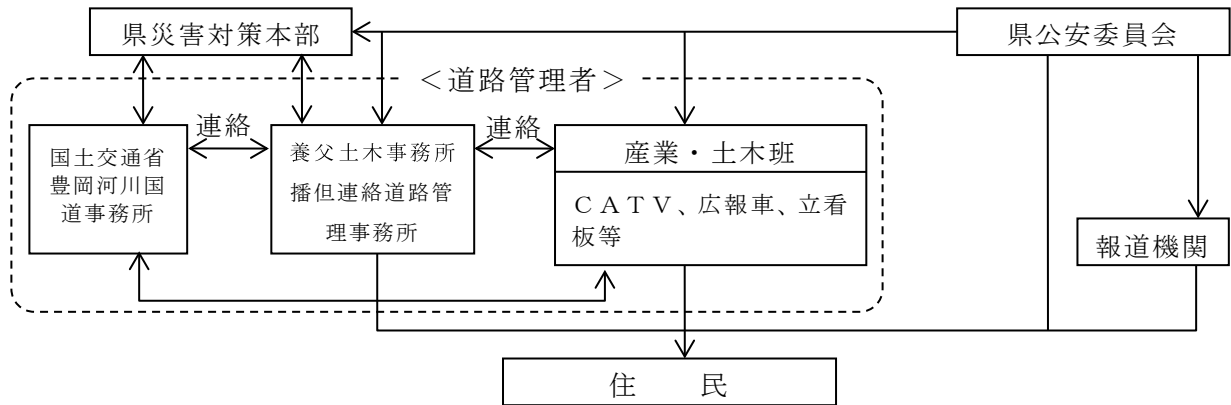 県災害対策本部
県公安委員会
＜道路管理者＞
連絡
連絡
国土交通省
豊岡河川国
道事務所
養父土木事務所
播但連絡道路管
理事務所
産業・土木班
ＣＡＴＶ、広報車、立看
板等
報道機関
住　　民